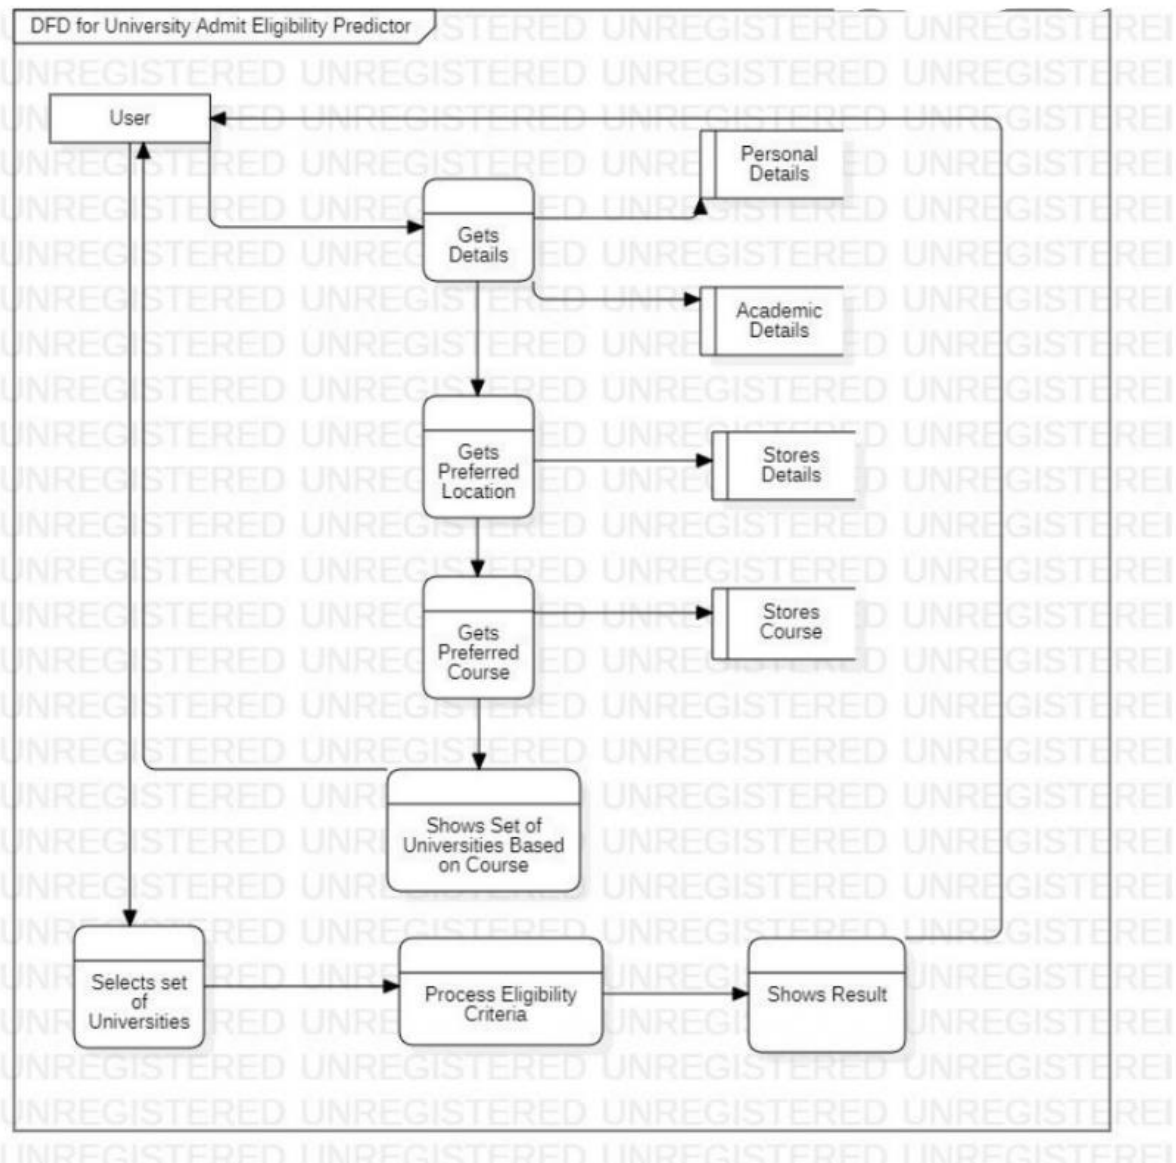 DFD for University Admit Eligibility Predictor
User
Personal
Details
Gets
Details
Academic
Details
Gets
Preferred
Location
Stores
Details
Gets
Preferred
Course
Stores
Course
Shows Set of
Universities Based
on Course
Selects set
of
Universities
Process Eligibility
Criteria
Shows Result
UNREGISTERED